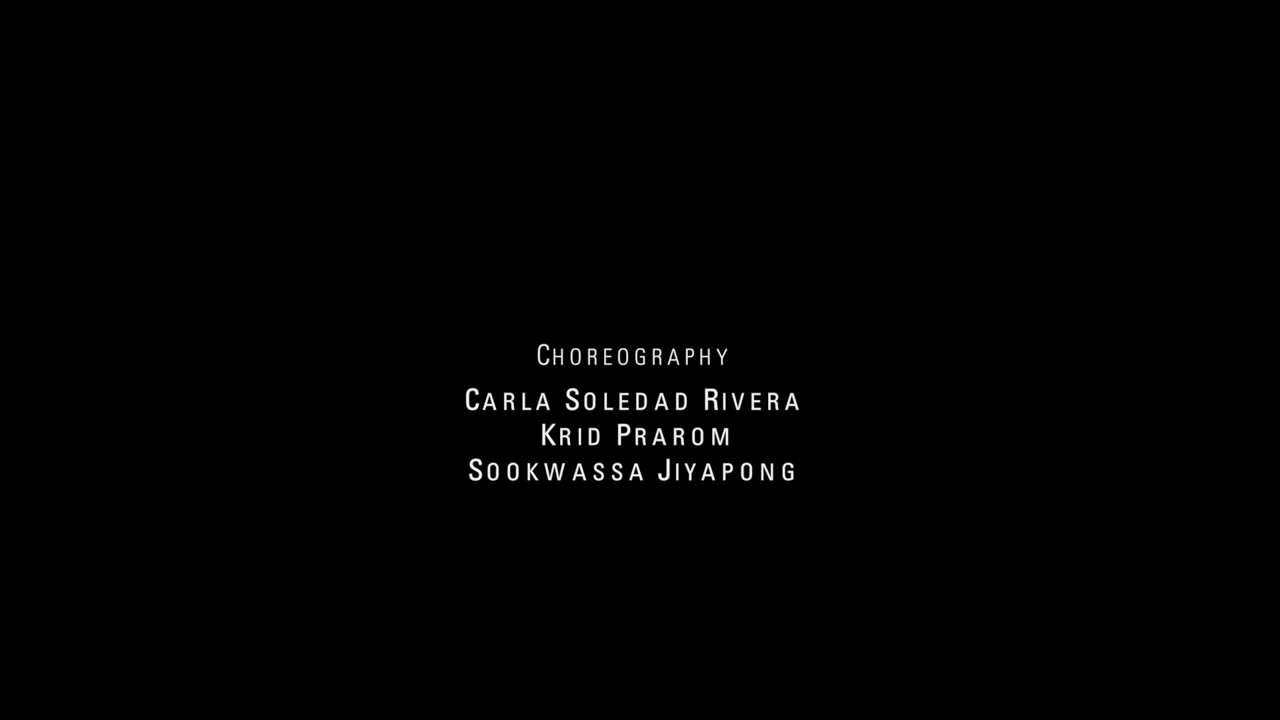 CHOREOGRAPHY
CARLA SOLEDAD RIVERA
KRID PRAROM
SOOKWASSA JIYAPONG